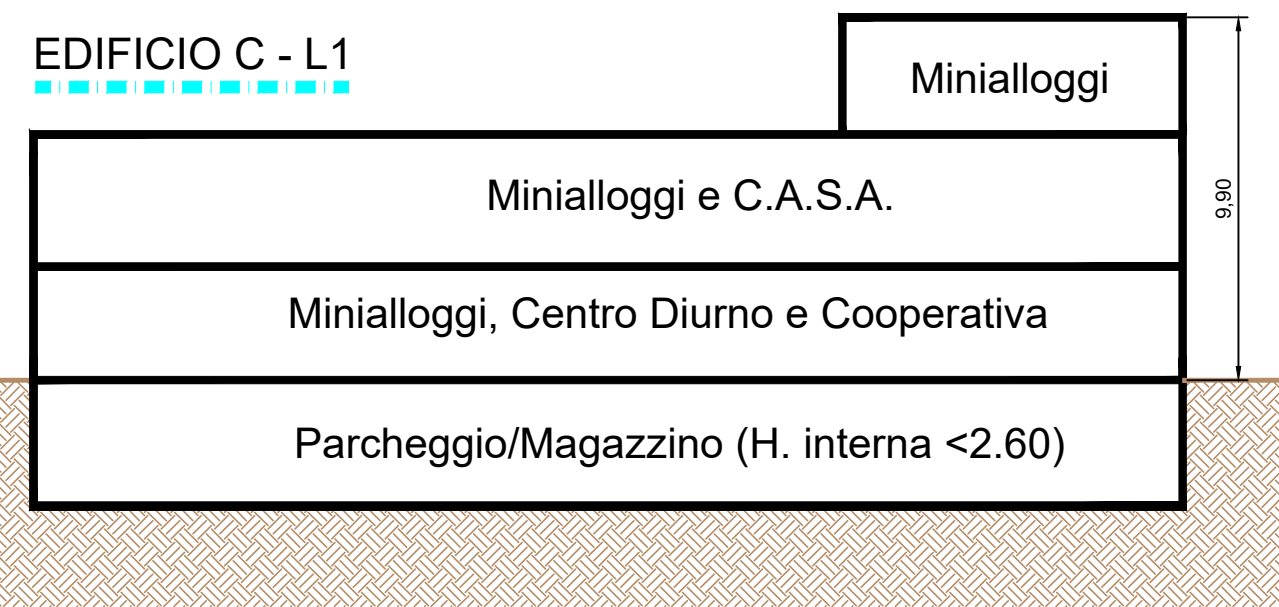 EDIFICIO C - L1
Minialloggi
Minialloggi e C.A.S.A.
9,90
Minialloggi, Centro Diurno e Cooperativa
Parcheggio/Magazzino (H. interna <2.60)